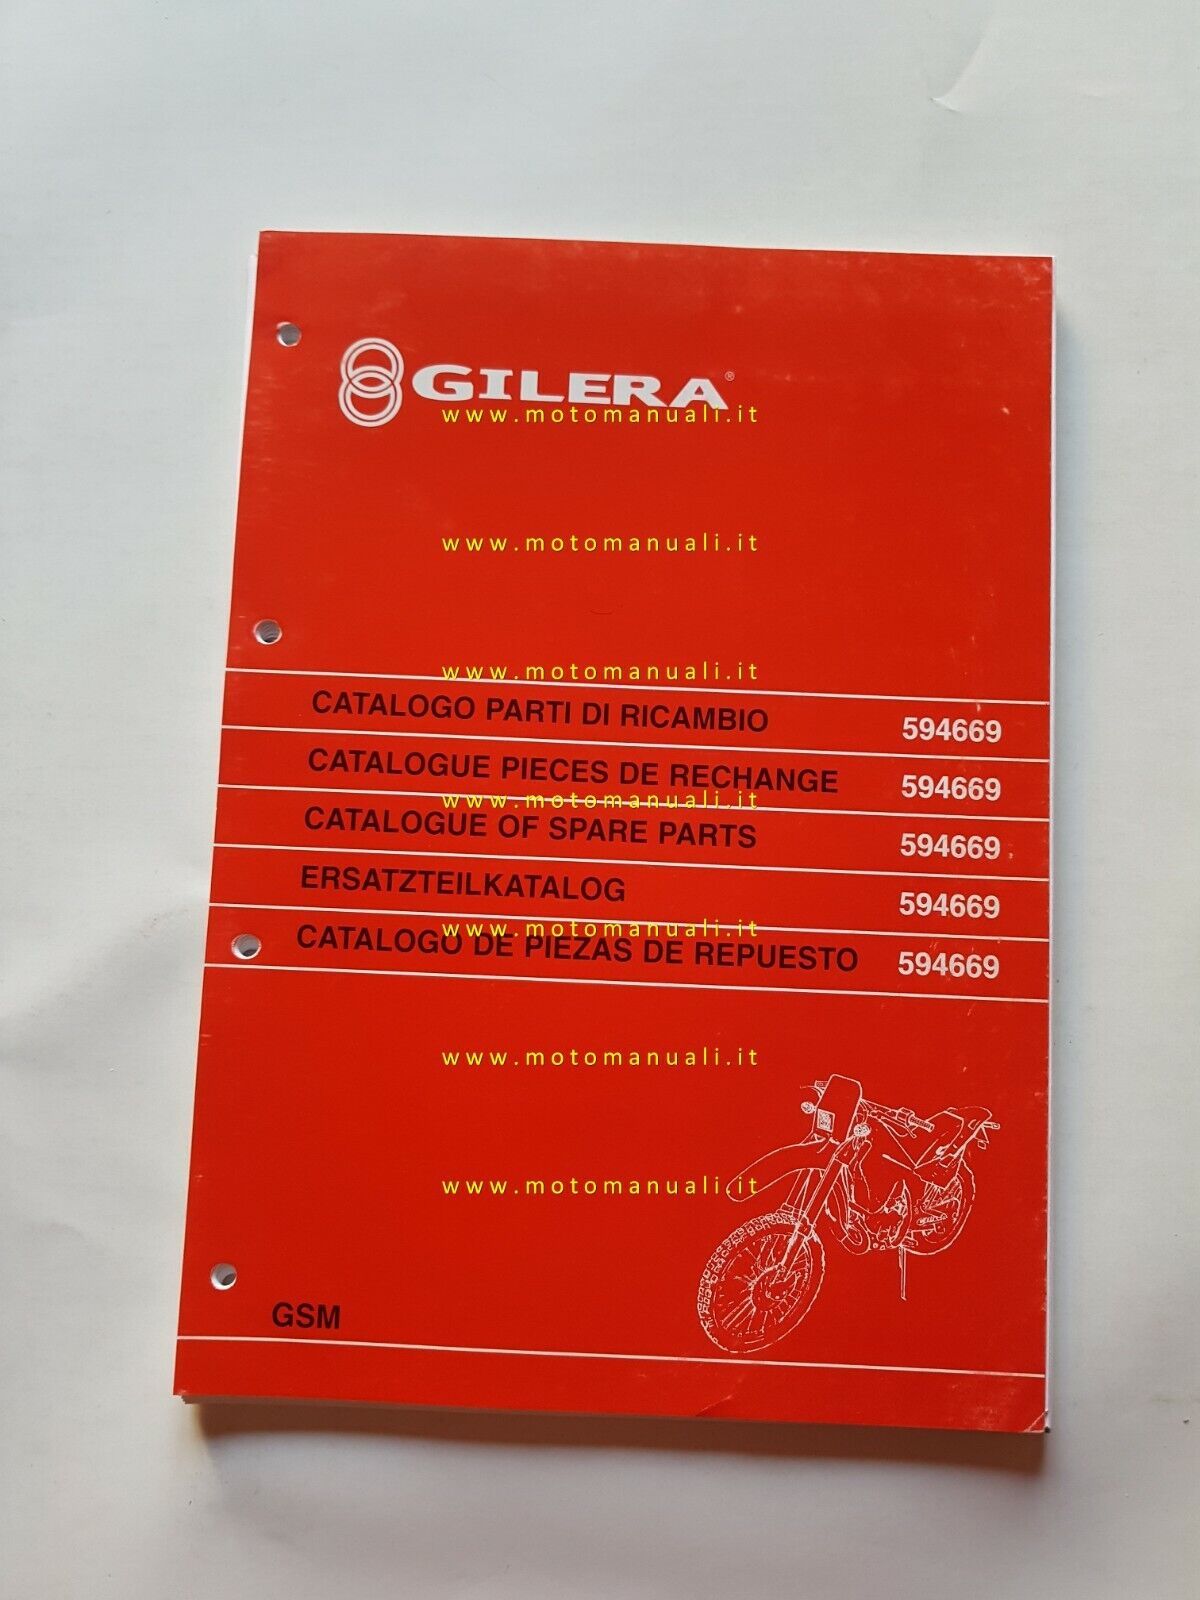 GILERA®
www.motomanuali.it
www.motomanuali.it
www.motomanuali.it
CATALOGO PARTI DI RICAMBIO 594669
CATALOGUE PIECES DE RECHANGE 594669
www.motomanuali.it
CATALOGUE OF SPARE PARTS 594669
ERSATZTEILKATALOG 594669
www.motomanuali.it
CATALOGO DE PIEZAS DE REPUESTO 594669
www.motomanuali.it
www.motomanuali.it
GSM